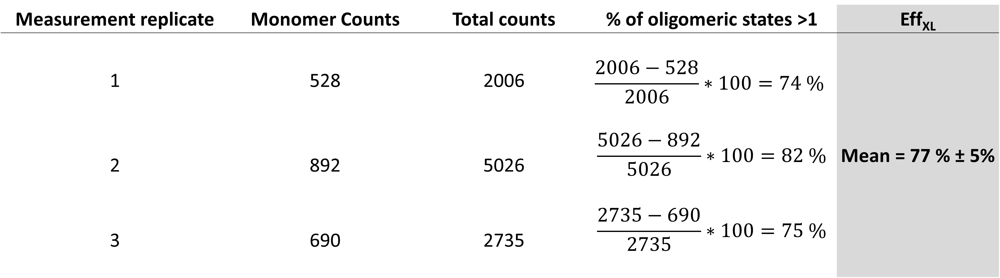 Measurement replicate Monomer Counts Total counts % of oligomeric states >1 Eff_XL
1 528 2006 \frac{2006 − 528}{2006} * 100 = 74 %
2 892 5026 \frac{5026 − 892}{5026} * 100 = 82 % Mean = 77 % ± 5%
3 690 2735 \frac{2735 − 690}{2735} * 100 = 75 %